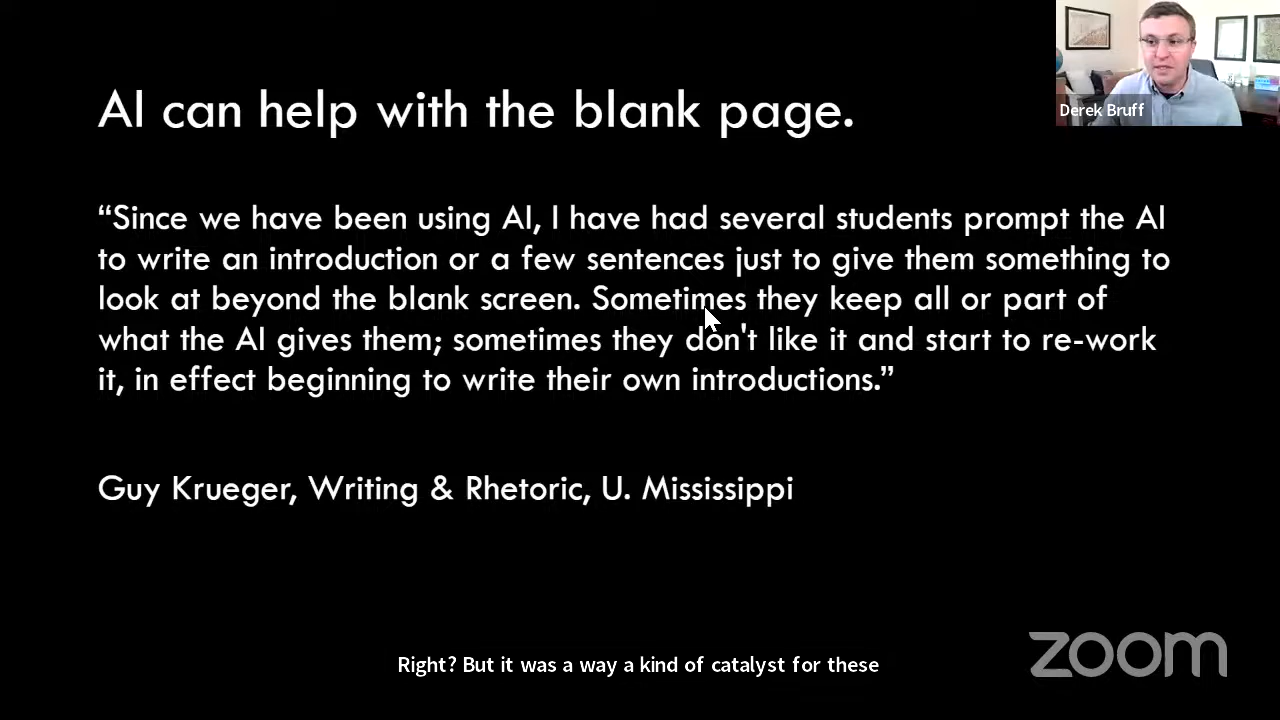 Derek Bruff
AI can help with the blank page.
“Since we have been using AI, I have had several students prompt the AI
to write an introduction or a few sentences just to give them something to
look at beyond the blank screen. Sometimes they keep all or part of
what the AI gives them; sometimes they don't like it and start to re-work
it, in effect beginning to write their own introductions.”
Guy Krueger, Writing & Rhetoric, U. Mississippi
zoom
Right? But it was a way a kind of catalyst for these